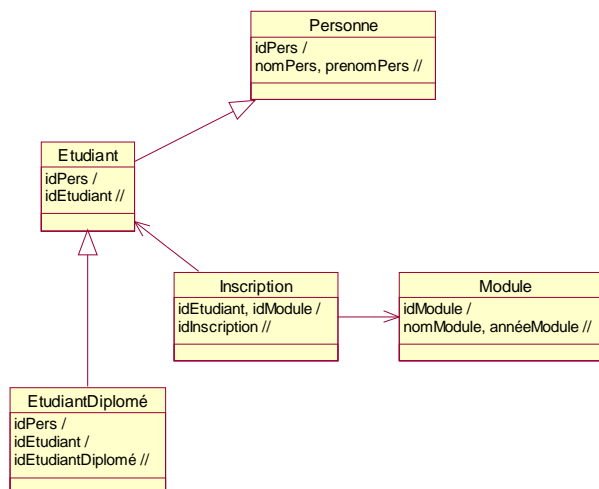 Personne
idPers /
nomPers, prenomPers //
Etudiant
idPers /
idEtudiant //
Inscription
idEtudiant, idModule /
idInscription //
Module
idModule /
nomModule, annéeModule //
EtudiantDiplomé
idPers /
idEtudiant /
idEtudiantDiplomé //